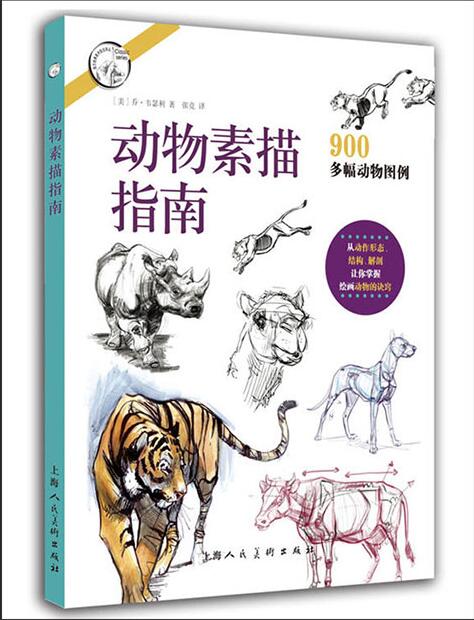 动物素描指南
上海人民美术出版社
Classic
series
[美] 乔·韦瑟利 著 张克 译
动物素描
指南
900
多幅动物图例
从动作形态、
结构、解剖
让你掌握
绘画动物的诀窍
上海人民美术出版社